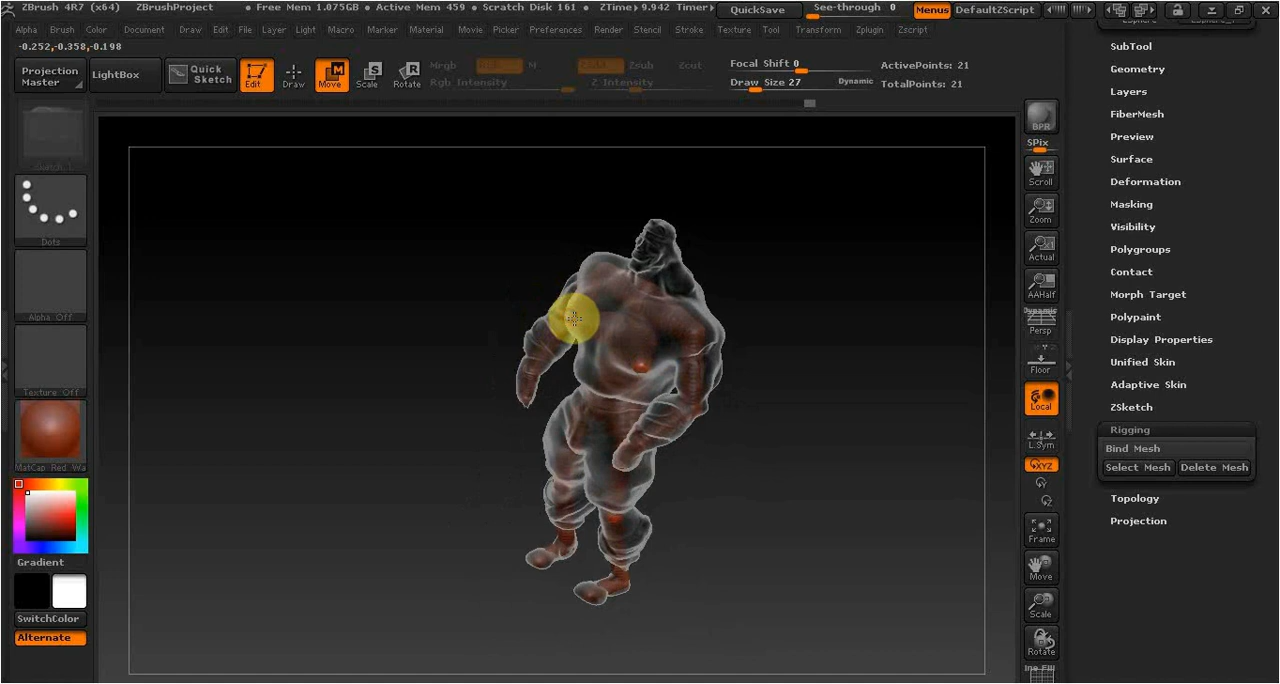 ZBrush 4R7 (x64) ZBrushProject • Free Mem 1.075GB • Active Mem 459 • Scratch Disk 161 • ZTime▸9.942 Timer▸ QuickSave See-through 0 Menus DefaultZScript
Alpha Brush Color Document Draw Edit File Layer Light Macro Marker Material Movie Picker Preferences Render Stencil Stroke Texture Tool Transform Zplugin Zscript
-0.252,-0.358,-0.198
Projection Master
LightBox
Quick Sketch
Edit
Draw
Move
Scale
Rotate
Mrgb
M
Zsub
Zcut
Rgb Intensity
Z Intensity
Focal Shift 0
Draw Size 27
Dynamic
ActivePoints: 21
TotalPoints: 21
Dots
Alpha Off
Texture Off
MatCap Red Wa
Gradient
SwitchColor
Alternate
BPR
SPix
Scroll
Zoom
Actual
AAHalf
Dynamic
Persp
Floor
Local
L.Sym
XYZ
Y
Z
Frame
Move
Scale
Rotate
SubTool
Geometry
Layers
FiberMesh
Preview
Surface
Deformation
Masking
Visibility
Polygroups
Contact
Morph Target
Polypaint
Display Properties
Unified Skin
Adaptive Skin
ZSketch
Rigging
Bind Mesh
Select Mesh Delete Mesh
Topology
Projection